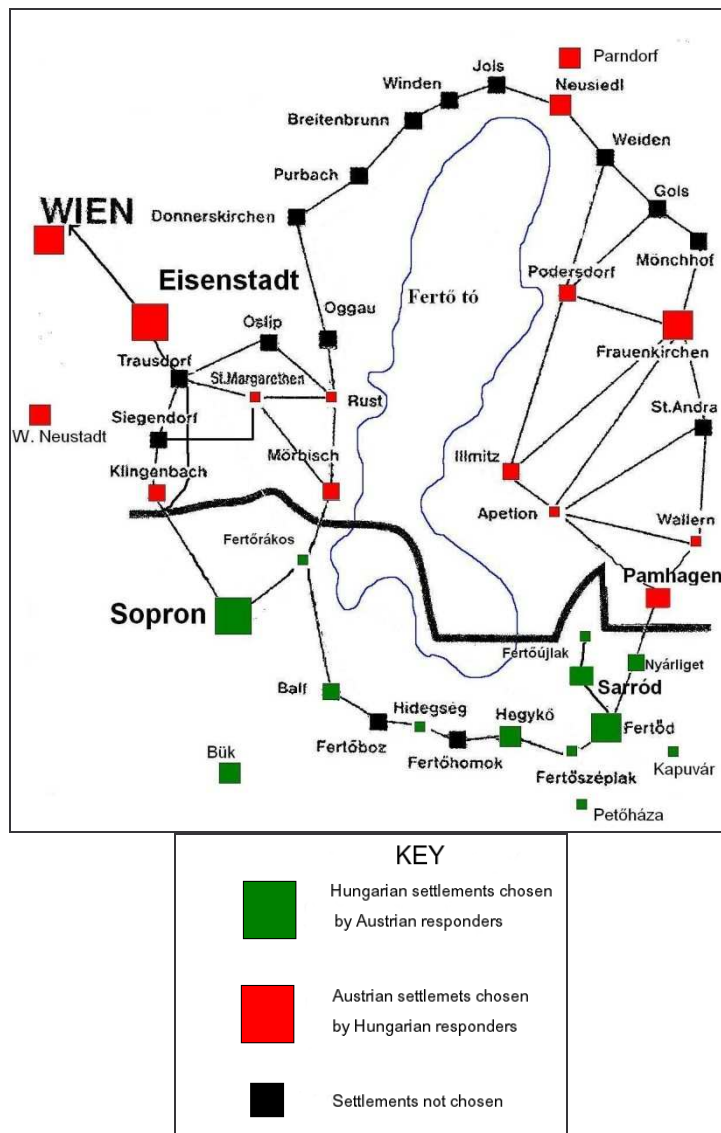 Parndorf
Jols
Winden
Neusiedl
Breitenbrunn
Weiden
Purbach
Gols
WIEN
Donnerskirchen
Mönchhof
Eisenstadt
Podersdorf
Fertő tó
Oggau
Oslip
Trausdorf
Frauenkirchen
St.Margarethen
Rust
St.Andra
Siegendorf
W. Neustadt
Mörbisch
Illmitz
Klingenbach
Apetlon
Wallern
Fertőrákos
Pamhagen
Sopron
Fertőújlak
Nyárliget
Sarród
Balf
Hidegség
Hegykő
Fertőd
Fertőboz
Bük
Fertőhomok
Fertőszéplak
Kapuvár
Petőháza
KEY
Hungarian settlements chosen
by Austrian responders
Austrian settlemets chosen
by Hungarian responders
Settlements not chosen